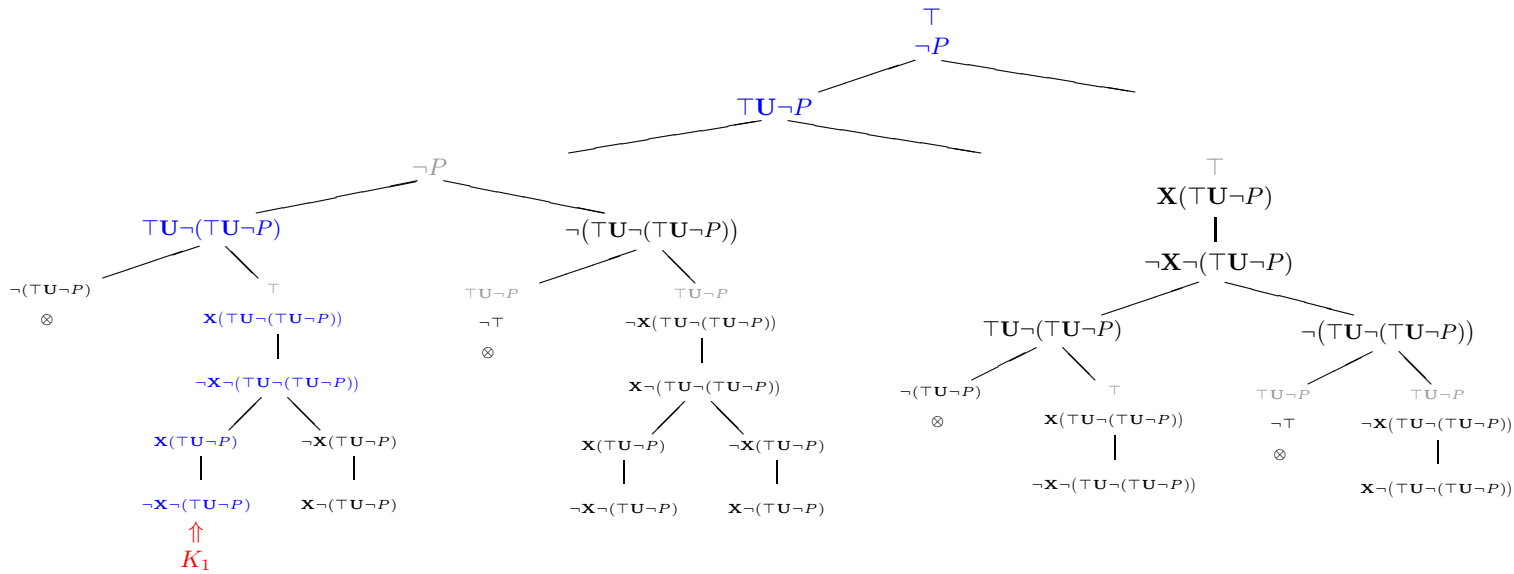 ⊤
¬P
⊤U¬P
¬P ⊤
X(⊤U¬P)
⊤U¬(⊤U¬P) ¬(⊤U¬(⊤U¬P))
¬X¬(⊤U¬P)
¬(⊤U¬P) ⊤ ⊤U¬P ⊤U¬P
⊗ X(⊤U¬(⊤U¬P)) ¬⊤ ¬X(⊤U¬(⊤U¬P))
⊤U¬(⊤U¬P) ¬(⊤U¬(⊤U¬P))
⊗
¬X¬(⊤U¬(⊤U¬P)) X¬(⊤U¬(⊤U¬P))
¬(⊤U¬P) ⊤ ⊤U¬P ⊤U¬P
⊗ X(⊤U¬(⊤U¬P)) ¬⊤ ¬X(⊤U¬(⊤U¬P))
X(⊤U¬P) ¬X(⊤U¬P) X(⊤U¬P) ¬X(⊤U¬P)
⊗
¬X¬(⊤U¬(⊤U¬P)) X¬(⊤U¬(⊤U¬P))
¬X¬(⊤U¬P) X¬(⊤U¬P) ¬X¬(⊤U¬P) X¬(⊤U¬P)
⇑
K₁